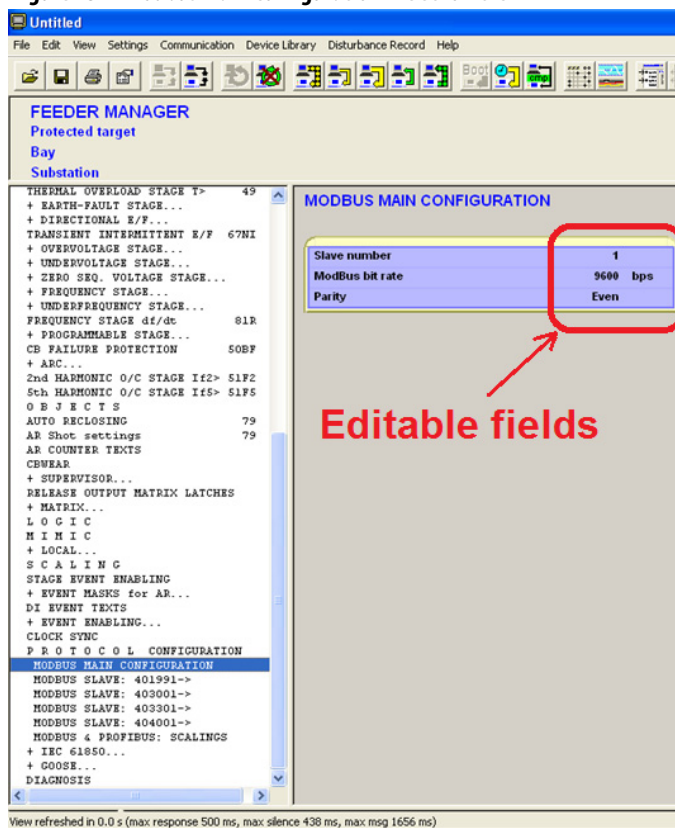 Untitled
File Edit View Settings Communication Device Library Disturbance Record Help
Boot
cmp
FEEDER MANAGER
Protected target
Bay
Substation
THERMAL OVERLOAD STAGE T> 49
+ EARTH-FAULT STAGE...
+ DIRECTIONAL E/F...
TRANSIENT INTERMITTENT E/F 67NI
+ OVERVOLTAGE STAGE...
+ UNDERVOLTAGE STAGE...
+ ZERO SEQ. VOLTAGE STAGE...
+ FREQUENCY STAGE...
+ UNDERFREQUENCY STAGE...
FREQUENCY STAGE df/dt 81R
+ PROGRAMMABLE STAGE...
CB FAILURE PROTECTION 50BF
+ ARC...
2nd HARMONIC O/C STAGE If2> 51F2
5th HARMONIC O/C STAGE If5> 51F5
O B J E C T S
AUTO RECLOSING 79
AR Shot settings 79
AR COUNTER TEXTS
CBWEAR
+ SUPERVISOR...
RELEASE OUTPUT MATRIX LATCHES
+ MATRIX...
L O G I C
M I M I C
+ LOCAL...
S C A L I N G
STAGE EVENT ENABLING
+ EVENT MASKS for AR...
DI EVENT TEXTS
+ EVENT ENABLING...
CLOCK SYNC
P R O T O C O L CONFIGURATION
MODBUS MAIN CONFIGURATION
MODBUS SLAVE: 401991->
MODBUS SLAVE: 403001->
MODBUS SLAVE: 403301->
MODBUS SLAVE: 404001->
MODBUS & PROFIBUS: SCALINGS
+ IEC 61850...
+ GOOSE...
DIAGNOSIS
MODBUS MAIN CONFIGURATION
Slave number 1
ModBus bit rate 9600 bps
Parity Even
Editable fields
View refreshed in 0.0 s (max response 500 ms, max silence 438 ms, max msg 1656 ms)